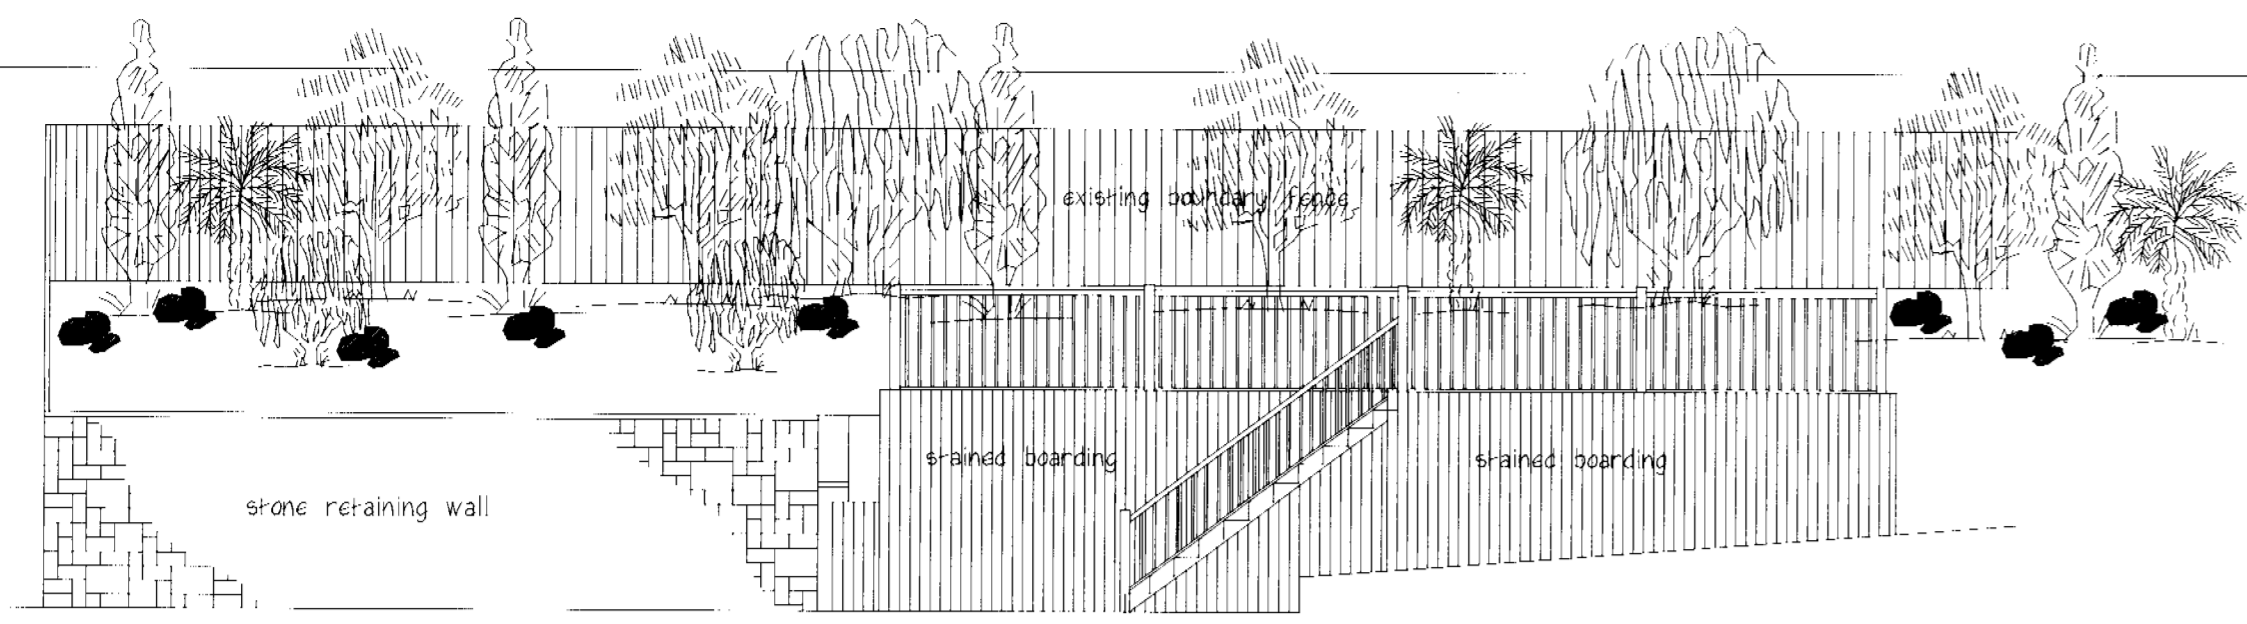 existing boundary fence
stained boarding
stained boarding
stone retaining wall